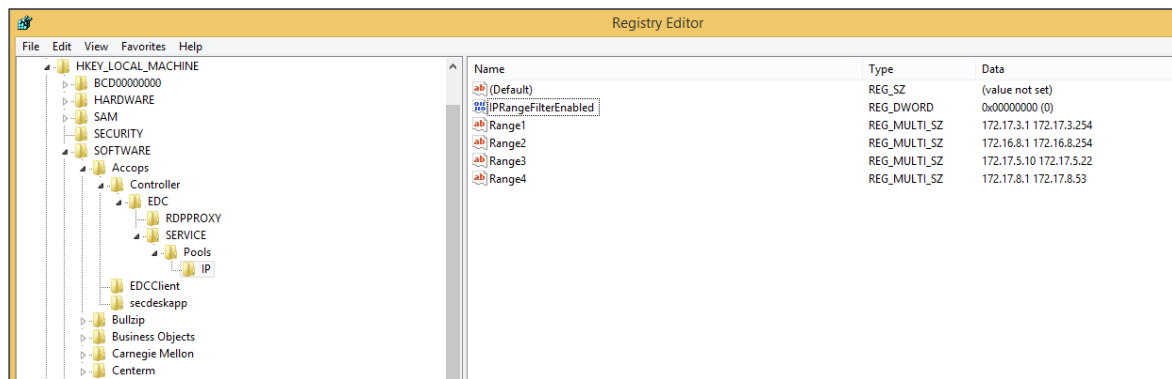 Registry Editor
File Edit View Favorites Help
HKEY_LOCAL_MACHINE
BCD00000000
HARDWARE
SAM
SECURITY
SOFTWARE
Accops
Controller
EDC
RDPPROXY
SERVICE
Pools
IP
EDCClient
secdeskapp
Bullzip
Business Objects
Carnegie Mellon
Centerm
Name Type Data
(Default) REG_SZ (value not set)
IPRangeFilterEnabled REG_DWORD 0x00000000 (0)
Range1 REG_MULTI_SZ 172.17.3.1 172.17.3.254
Range2 REG_MULTI_SZ 172.16.8.1 172.16.8.254
Range3 REG_MULTI_SZ 172.17.5.10 172.17.5.22
Range4 REG_MULTI_SZ 172.17.8.1 172.17.8.53